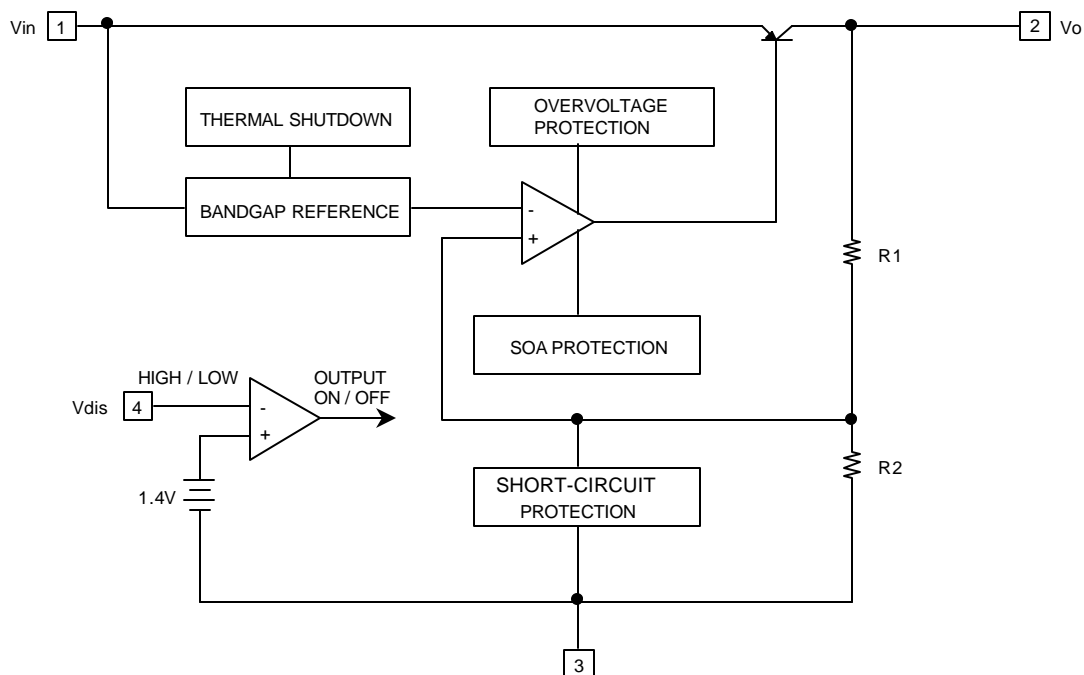 Vin 1
2 Vo
THERMAL SHUTDOWN
OVERVOLTAGE
PROTECTION
BANDGAP REFERENCE
-
+
R1
SOA PROTECTION
HIGH / LOW
OUTPUT
ON / OFF
Vdis 4
-
+
1.4V
R2
SHORT-CIRCUIT
PROTECTION
3